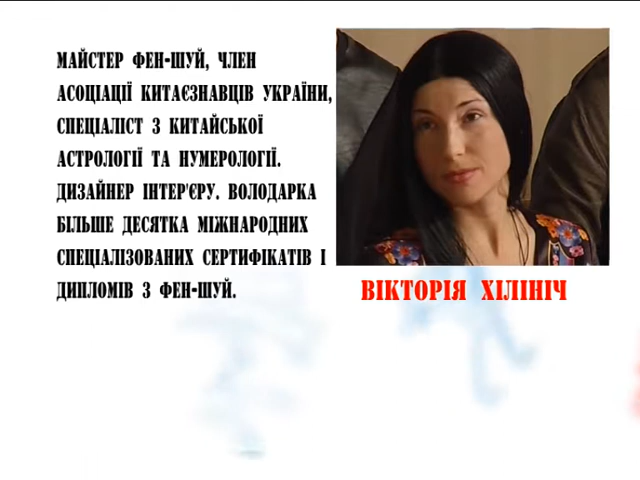 МАЙСТЕР ФЕН-ШУЙ, ЧЛЕН
АСОЦІАЦІЇ КИТАЄЗНАВЦІВ УКРАЇНИ,
СПЕЦІАЛІСТ З КИТАЙСЬКОЇ
АСТРОЛОГІЇ ТА НУМЕРОЛОГІЇ.
ДИЗАЙНЕР ІНТЕР'ЄРУ. ВОЛОДАРКА
БІЛЬШЕ ДЕСЯТКА МІЖНАРОДНИХ
СПЕЦІАЛІЗОВАНИХ СЕРТИФІКАТІВ І
ДИПЛОМІВ З ФЕН-ШУЙ.
ВІКТОРІЯ ХІЛІНІЧ